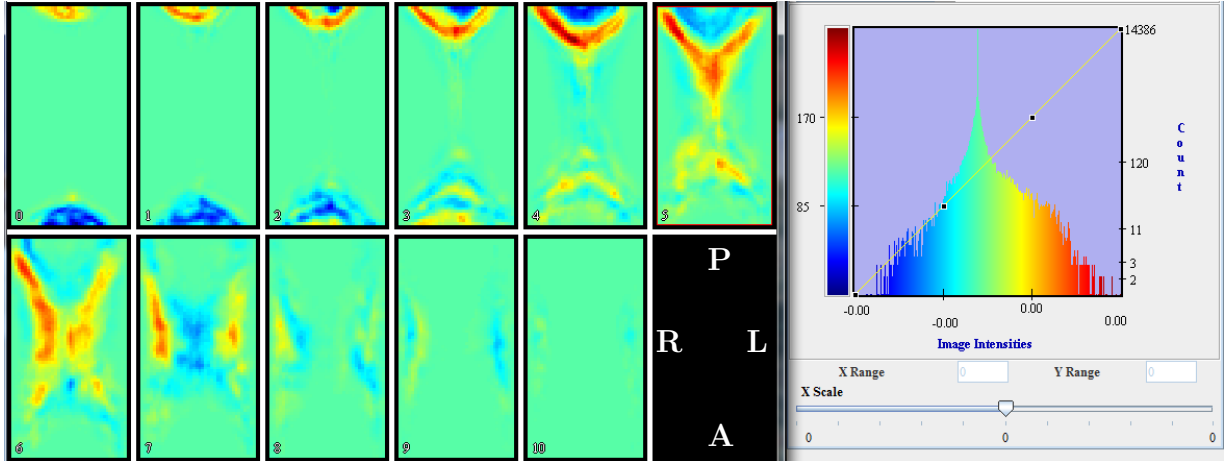 0 1 2 3 4 5
6 7 8 9 10
P
R L
A
14386
170
85
120
11
3
2
C
o
u
n
t
-0.00 -0.00 0.00 0.00
Image Intensities
X Range 0 Y Range 0
X Scale
0 0 0